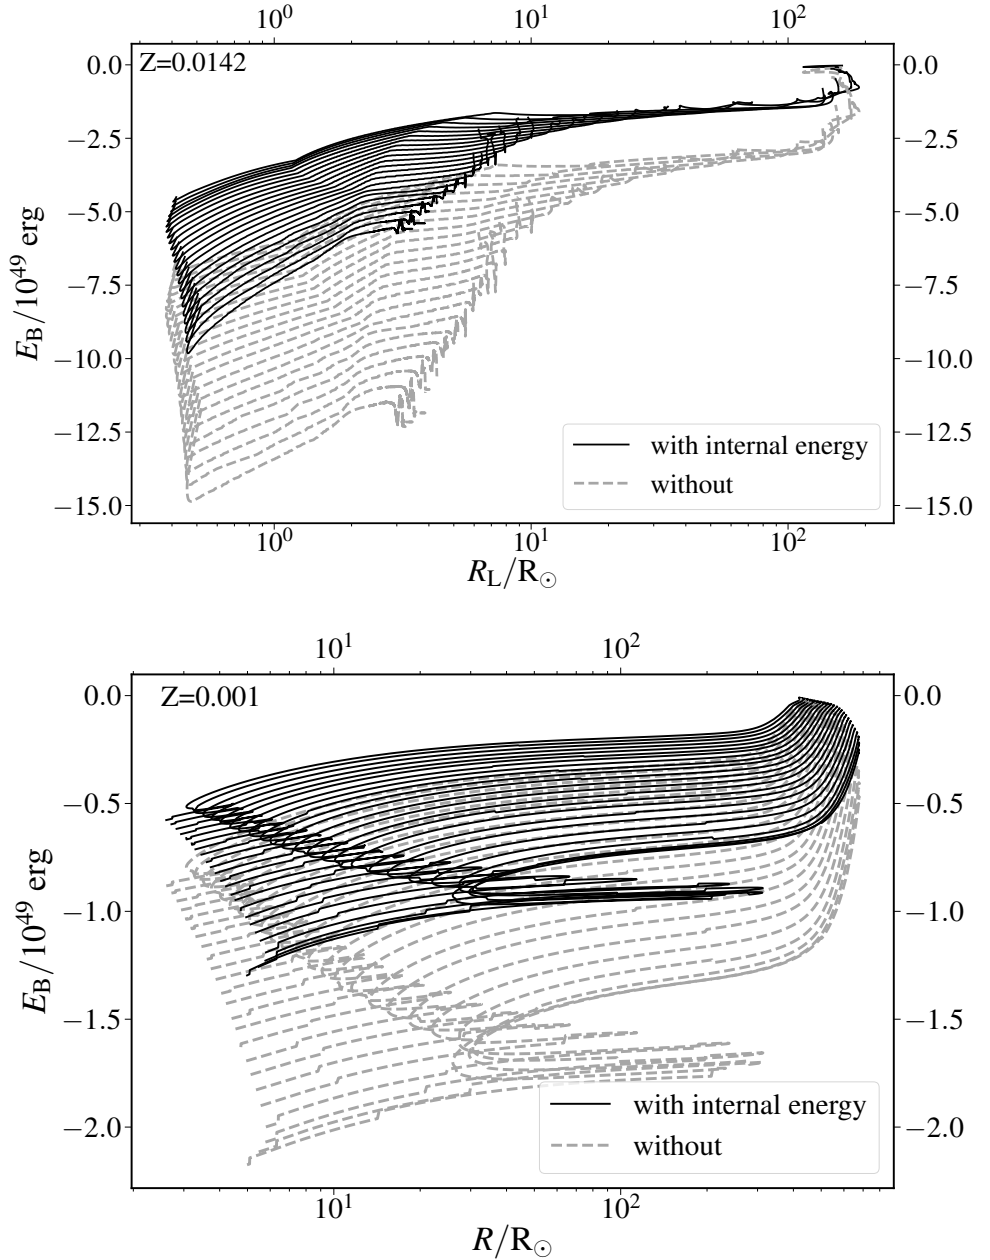 10⁰ 10¹ 10²
Z=0.0142
0.0 0.0
−2.5 −2.5
−5.0 −5.0
−7.5 −7.5
−10.0 −10.0
−12.5 −12.5
−15.0 −15.0
E_B/10⁴⁹ erg
with internal energy
without
10⁰ 10¹ 10²
R_L/R_⊙
10¹ 10²
Z=0.001
0.0 0.0
−0.5 −0.5
−1.0 −1.0
−1.5 −1.5
−2.0 −2.0
E_B/10⁴⁹ erg
with internal energy
without
10¹ 10²
R/R_⊙